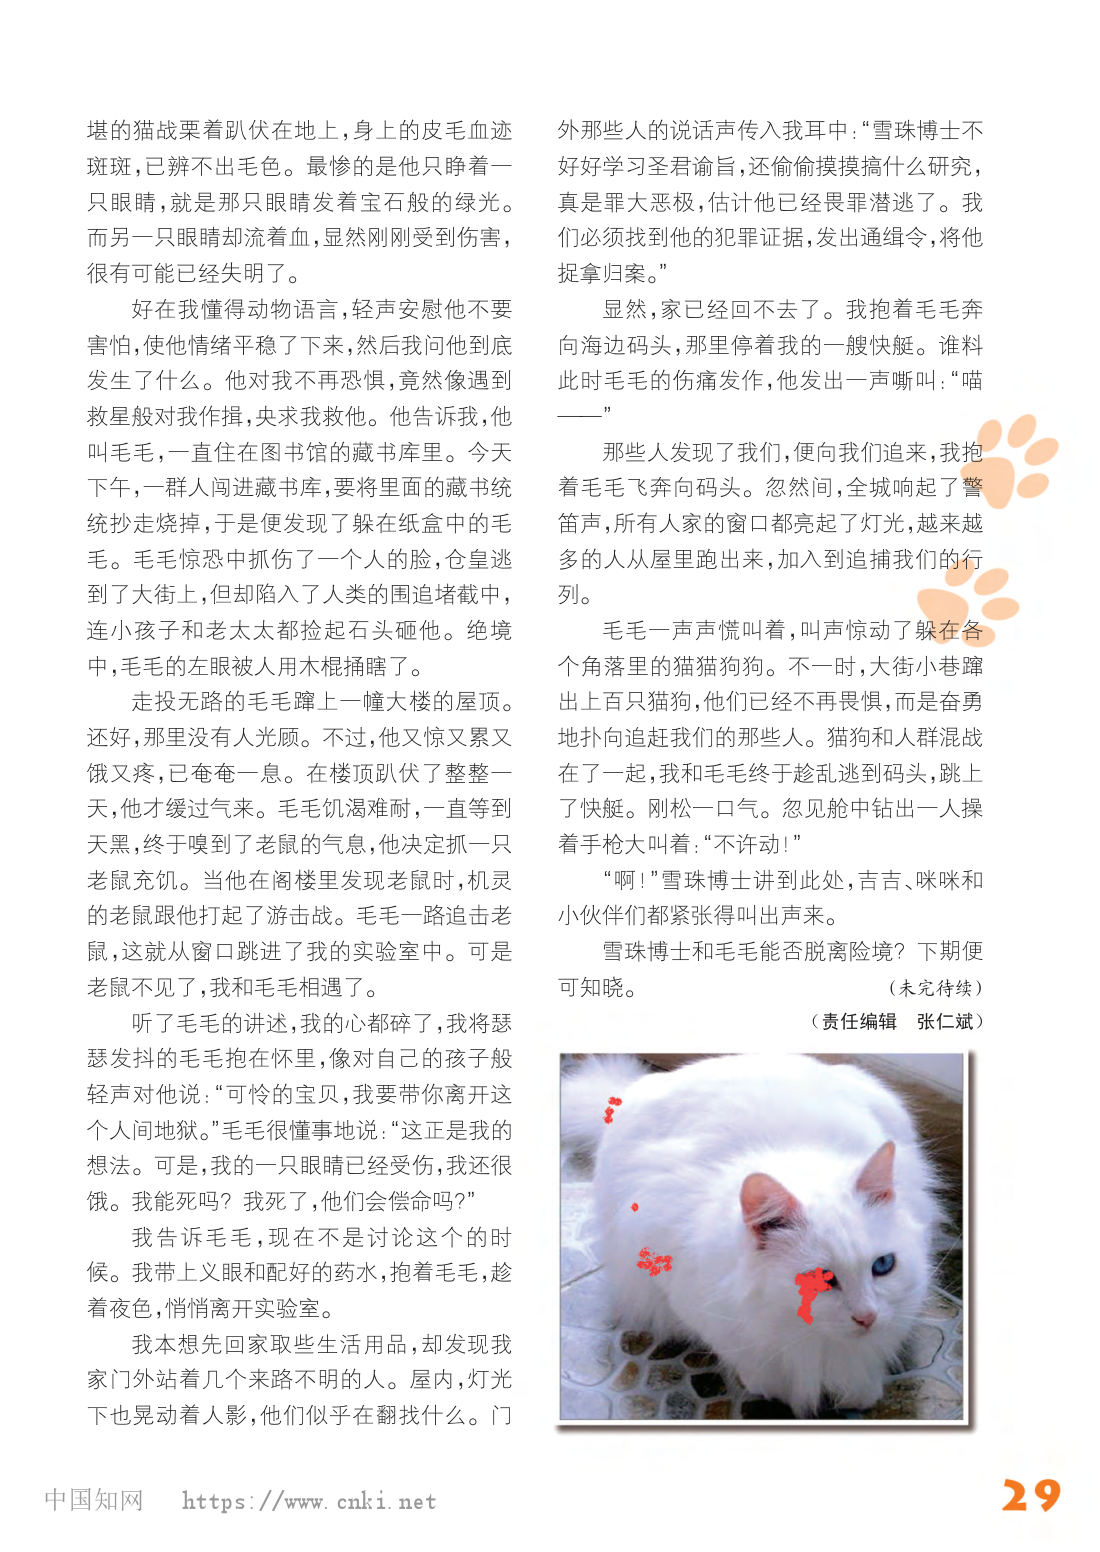 堪的猫战栗着趴伏在地上，身上的皮毛血迹
斑斑，已辨不出毛色。最惨的是他只睁着一
只眼睛，就是那只眼睛发着宝石般的绿光。
而另一只眼睛却流着血，显然刚刚受到伤害，
很有可能已经失明了。
好在我懂得动物语言，轻声安慰他不要
害怕，使他情绪平稳了下来，然后我问他到底
发生了什么。他对我不再恐惧，竟然像遇到
救星般对我作揖，央求我救他。他告诉我，他
叫毛毛，一直住在图书馆的藏书库里。今天
下午，一群人闯进藏书库，要将里面的藏书统
统抄走烧掉，于是便发现了躲在纸盒中的毛
毛。毛毛惊恐中抓伤了一个人的脸，仓皇逃
到了大街上，但却陷入了人类的围追堵截中，
连小孩子和老太太都捡起石头砸他。绝境
中，毛毛的左眼被人用木棍捅瞎了。
走投无路的毛毛蹿上一幢大楼的屋顶。
还好，那里没有人光顾。不过，他又惊又累又
饿又疼，已奄奄一息。在楼顶趴伏了整整一
天，他才缓过气来。毛毛饥渴难耐，一直等到
天黑，终于嗅到了老鼠的气息，他决定抓一只
老鼠充饥。当他在阁楼里发现老鼠时，机灵
的老鼠跟他打起了游击战。毛毛一路追击老
鼠，这就从窗口跳进了我的实验室中。可是
老鼠不见了，我和毛毛相遇了。
听了毛毛的讲述，我的心都碎了，我将瑟
瑟发抖的毛毛抱在怀里，像对自己的孩子般
轻声对他说：“可怜的宝贝，我要带你离开这
个人间地狱。”毛毛很懂事地说：“这正是我的
想法。可是，我的一只眼睛已经受伤，我还很
饿。我能死吗？我死了，他们会偿命吗？”
我告诉毛毛，现在不是讨论这个的时
候。我带上义眼和配好的药水，抱着毛毛，趁
着夜色，悄悄离开实验室。
我本想先回家取些生活用品，却发现我
家门外站着几个来路不明的人。屋内，灯光
下也晃动着人影，他们似乎在翻找什么。门
外那些人的说话声传入我耳中：“雪珠博士不
好好学习圣君谕旨，还偷偷摸摸搞什么研究，
真是罪大恶极，估计他已经畏罪潜逃了。我
们必须找到他的犯罪证据，发出通缉令，将他
捉拿归案。”
显然，家已经回不去了。我抱着毛毛奔
向海边码头，那里停着我的一艘快艇。谁料
此时毛毛的伤痛发作，他发出一声嘶叫：“喵
——”
那些人发现了我们，便向我们追来，我抱
着毛毛飞奔向码头。忽然间，全城响起了警
笛声，所有人家的窗口都亮起了灯光，越来越
多的人从屋里跑出来，加入到追捕我们的行
列。
毛毛一声声慌叫着，叫声惊动了躲在各
个角落里的猫猫狗狗。不一时，大街小巷蹿
出上百只猫狗，他们已经不再畏惧，而是奋勇
地扑向追赶我们的那些人。猫狗和人群混战
在了一起，我和毛毛终于趁乱逃到码头，跳上
了快艇。刚松一口气。忽见舱中钻出一人操
着手枪大叫着：“不许动！”
“啊！”雪珠博士讲到此处，吉吉、咪咪和
小伙伴们都紧张得叫出声来。
雪珠博士和毛毛能否脱离险境？下期便
可知晓。（未完待续）
（责任编辑 张仁斌）
中国知网 https://www.cnki.net
29